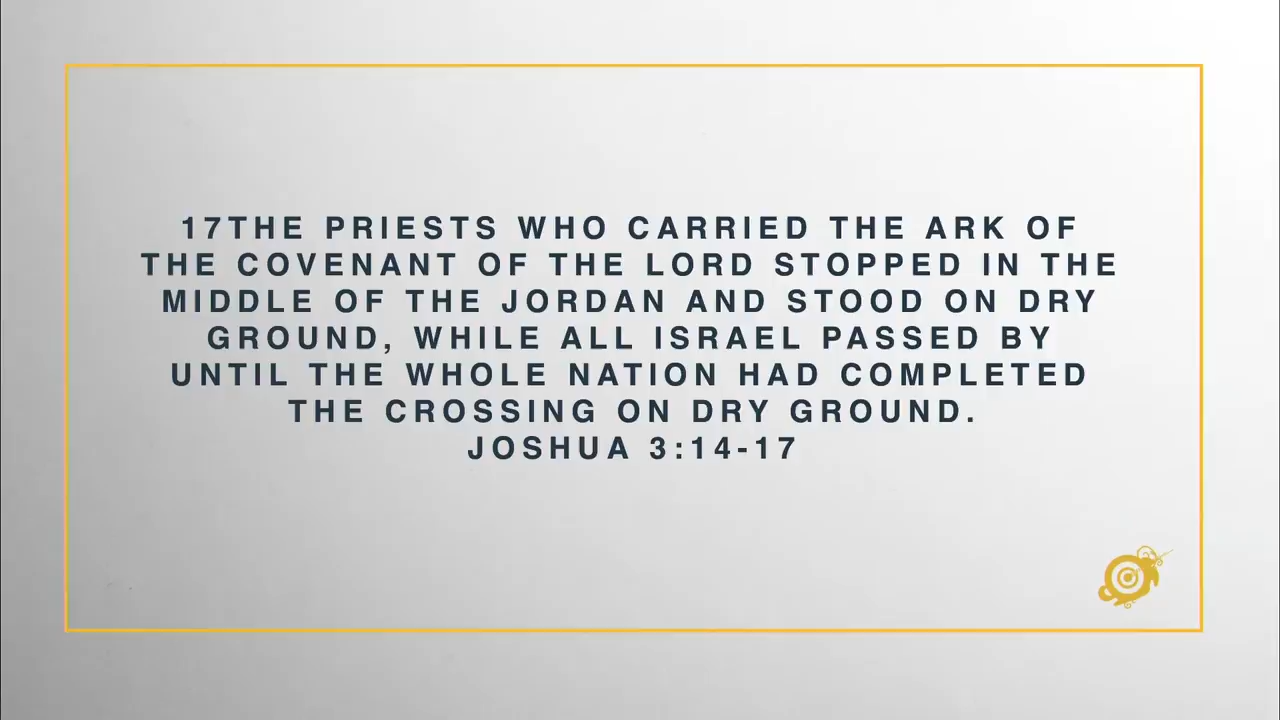 17THE PRIESTS WHO CARRIED THE ARK OF
THE COVENANT OF THE LORD STOPPED IN THE
MIDDLE OF THE JORDAN AND STOOD ON DRY
GROUND, WHILE ALL ISRAEL PASSED BY
UNTIL THE WHOLE NATION HAD COMPLETED
THE CROSSING ON DRY GROUND.
JOSHUA 3:14-17